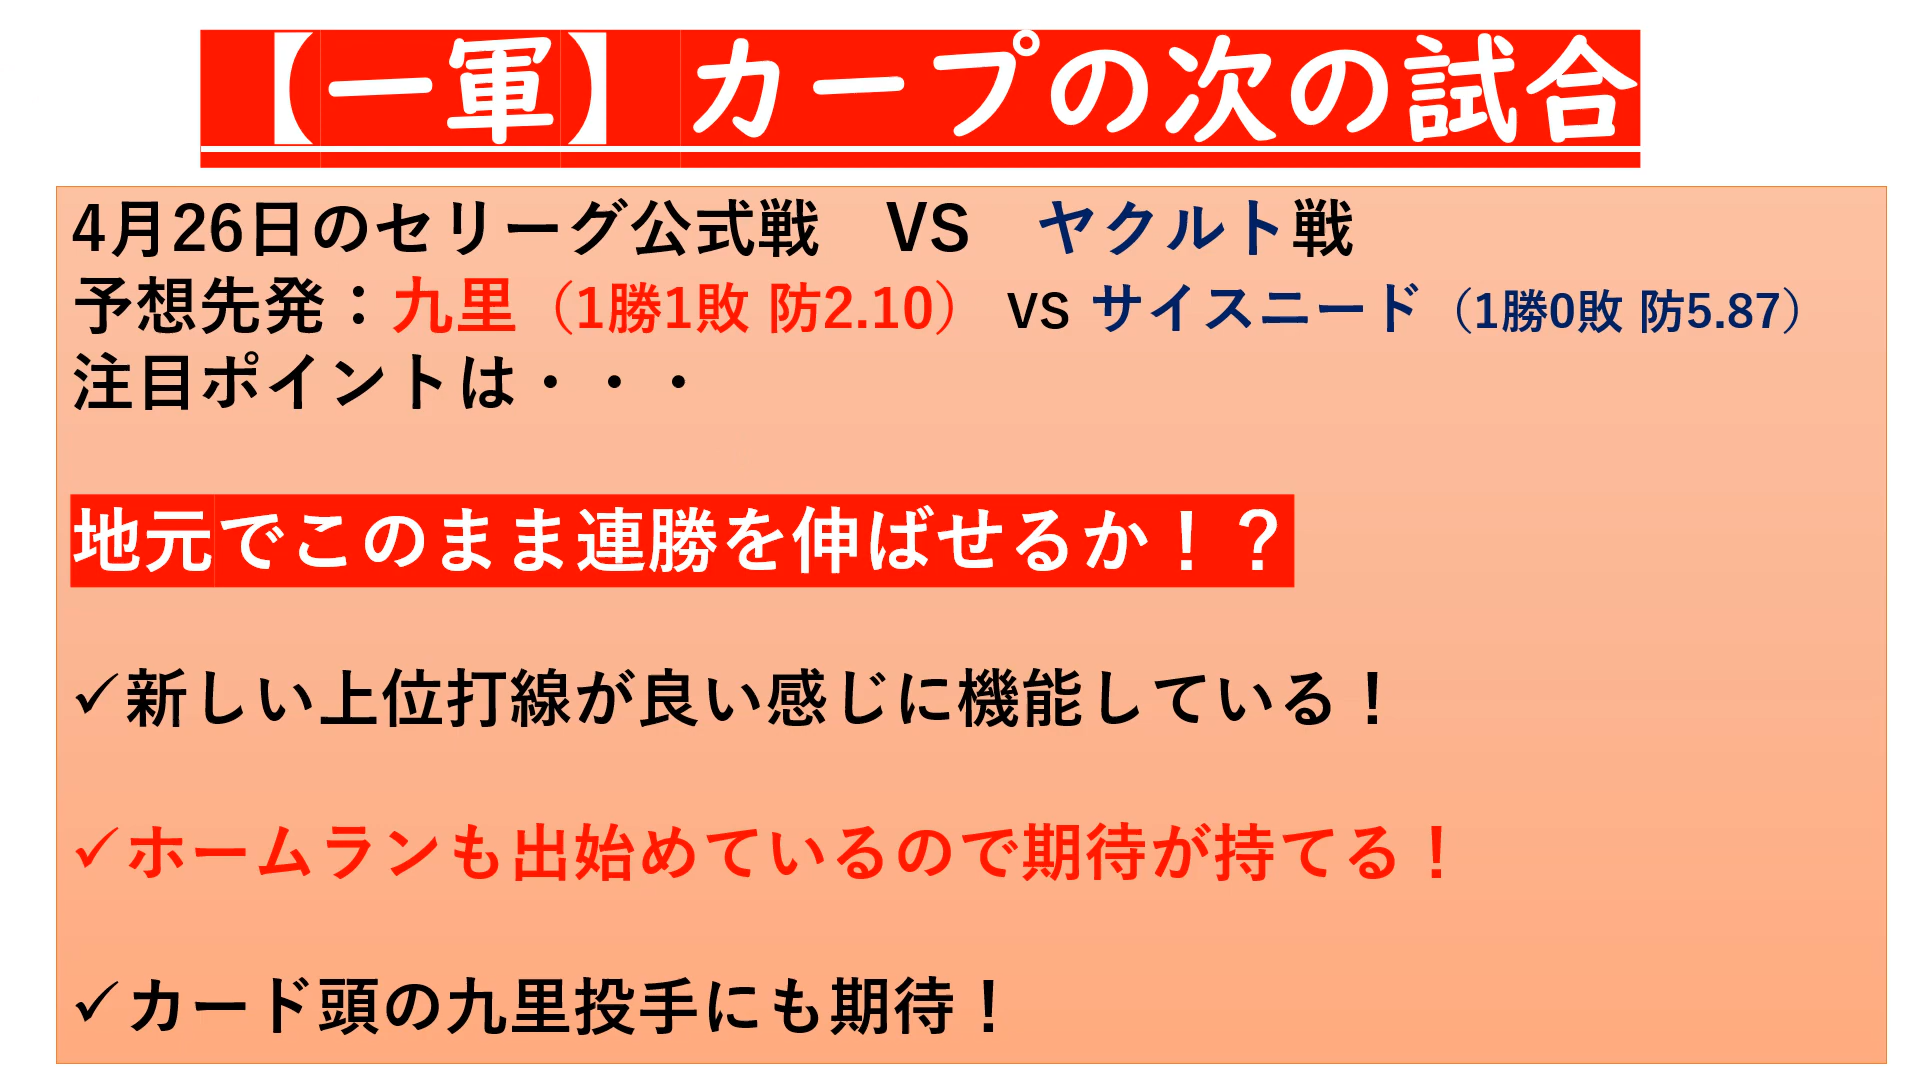 【一軍】カープの次の試合
4月26日のセリーグ公式戦　VS　ヤクルト戦
予想先発：九里（1勝1敗 防2.10） VS サイスニード（1勝0敗 防5.87）
注目ポイントは・・・
地元でこのまま連勝を伸ばせるか！？
✓新しい上位打線が良い感じに機能している！
✓ホームランも出始めているので期待が持てる！
✓カード頭の九里投手にも期待！